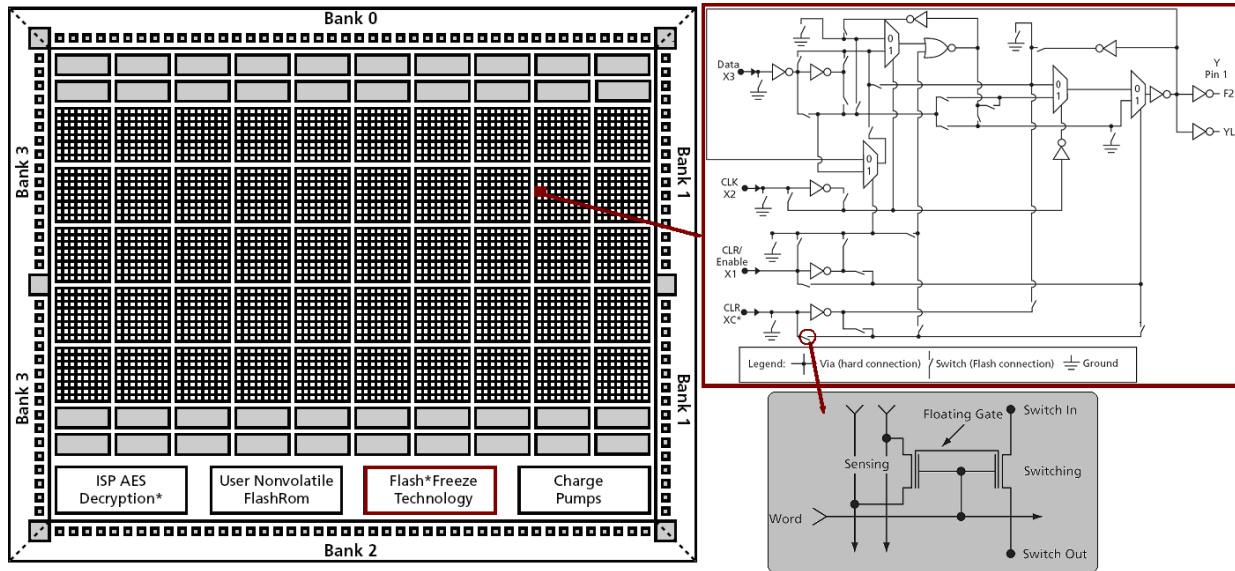 Bank 0
Bank 3
Bank 1
Bank 3
Bank 1
ISP AES
Decryption*
User Nonvolatile
FlashRom
Flash*Freeze
Technology
Charge
Pumps
Bank 2
Data
X3
CLK
X2
CLR/
Enable
X1
CLR
XC*
0
1
0
1
0
1
0
1
Y
Pin 1
F2
YL
Legend:
Via (hard connection)
Switch (Flash connection)
Ground
Floating Gate
Switch In
Sensing
Switching
Word
Switch Out